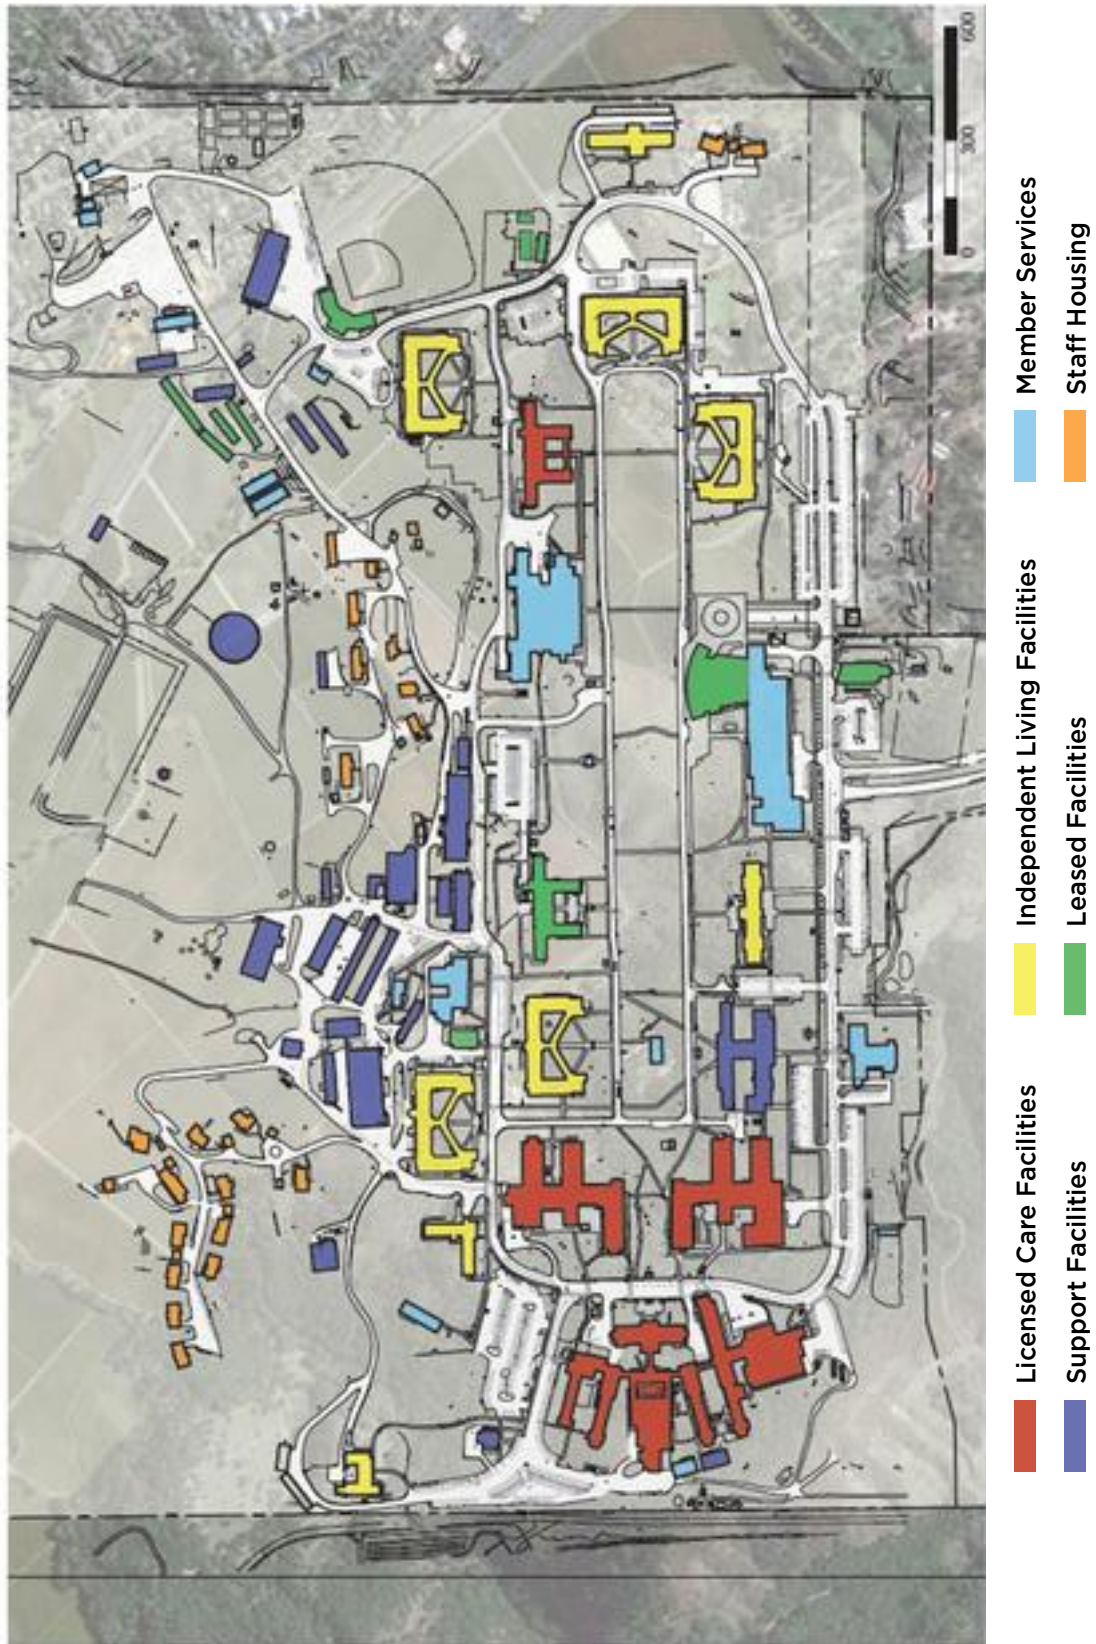 0 300 600
Licensed Care Facilities
Support Facilities
Independent Living Facilities
Leased Facilities
Member Services
Staff Housing